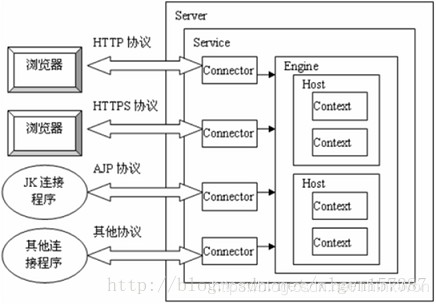 Server
Service
HTTP 协议
浏览器
Connector
Engine
Host
Context
Context
HTTPS 协议
浏览器
Connector
AJP 协议
JK 连接
程序
Connector
Host
Context
Context
其他协议
其他连
接程序
Connector